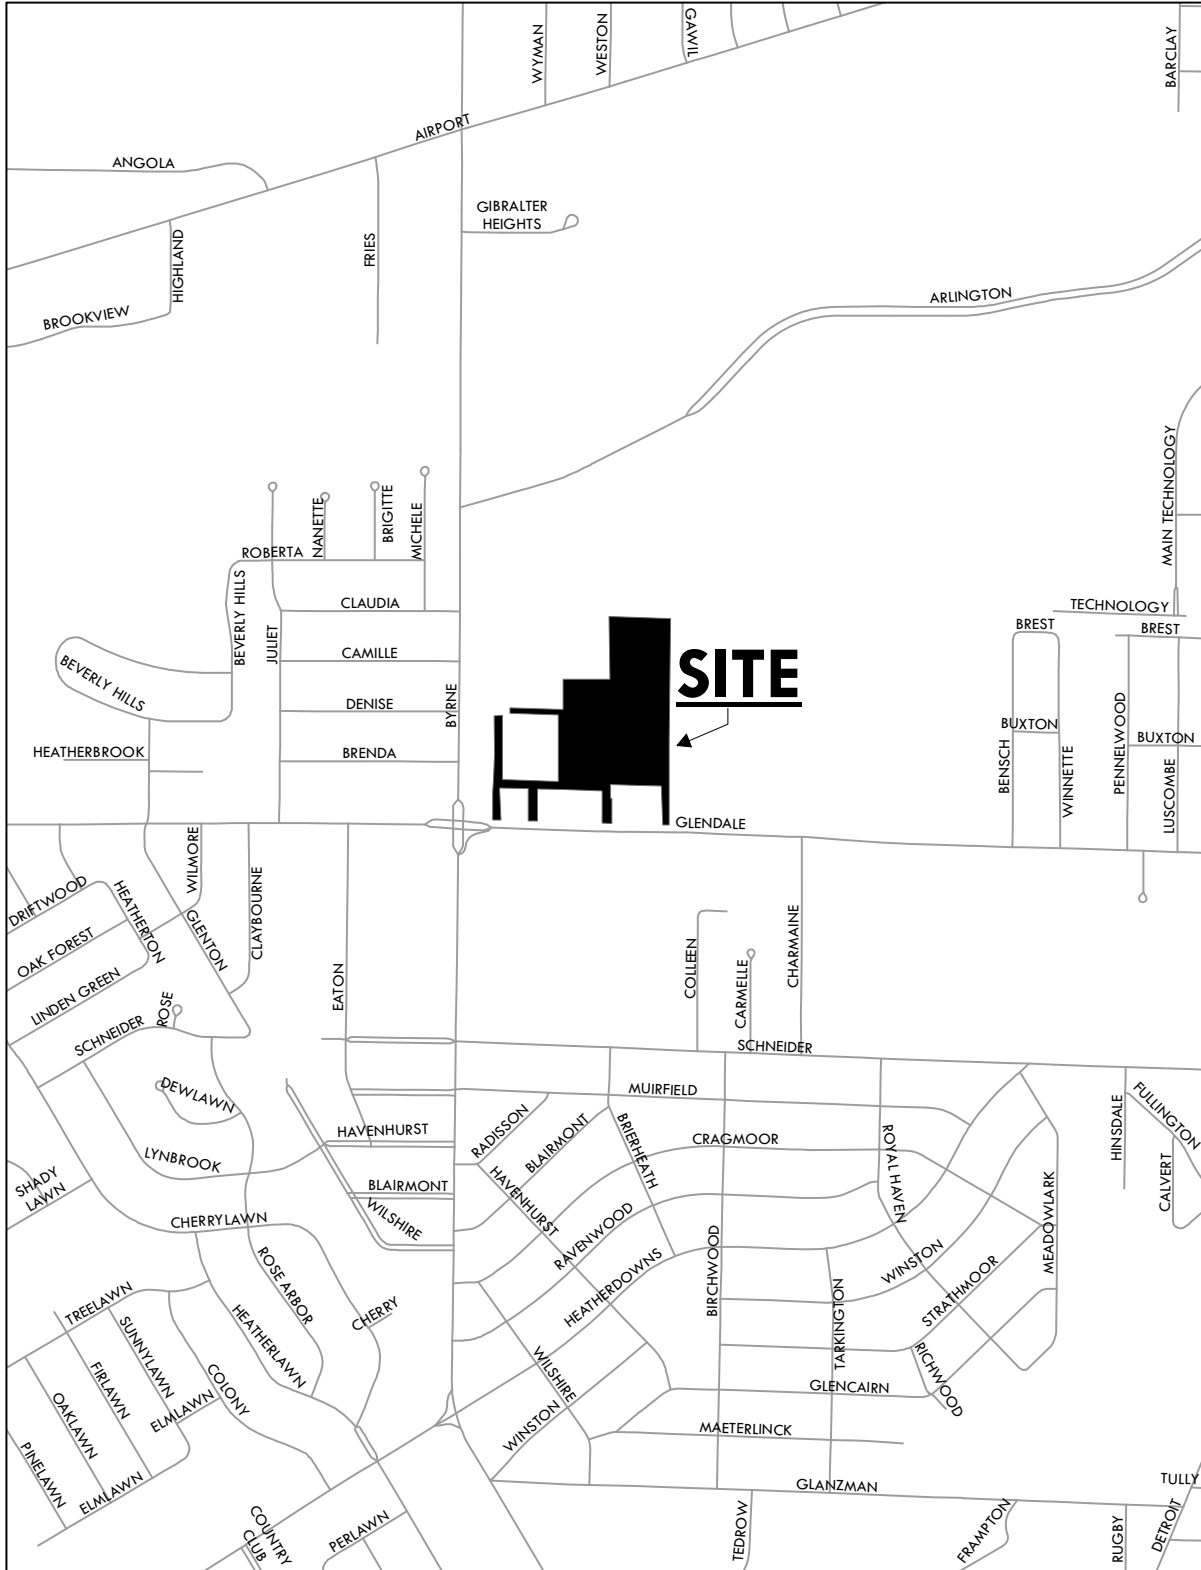 WYMAN
WESTON
GAWIL
BARCLAY
AIRPORT
ANGOLA
GIBRALTER
HEIGHTS
FRIES
HIGHLAND
BROOKVIEW
ARLINGTON
MAIN TECHNOLOGY
NANETTE
BRIGITTE
MICHELE
ROBERTA
BEVERLY HILLS
JULIET
CLAUDIA
CAMILLE
DENISE
BRENDA
BYRNE
BEVERLY HILLS
HEATHERBROOK
SITE
TECHNOLOGY
BREST
BREST
BUXTON
BUXTON
BENSCH
WINNETTE
PENNELWOOD
LUSCOMBE
GLENDALE
WILMORE
CLAYBOURNE
DRIFTWOOD
HEATHERTON
GLENTON
OAK FOREST
LINDEN GREEN
EATON
COLLEEN
CARMELLE
CHARMAINE
SCHNEIDER
ROSE
SCHNEIDER
DEWLAWN
MUIRFIELD
FULLINGTON
HINSDALE
CALVERT
HAVENHURST
RADISSON
BLAIRMONT
BRIERHEATH
CRAGMOOR
ROYAL HAVEN
MEADOWLARK
LYNBROOK
SHADY
LAWN
BLAIRMONT
WILSHIRE
HAVENHURST
RAVENWOOD
CHERRYLAWN
ROSE ARBOR
HEATHERDOWNS
BIRCHWOOD
WINSTON
STRATHMOOR
TARKINGTON
TREELAWN
SUNNYLAWN
HEATHERLAWN
CHERRY
FIRLAWN
OAKLAWN
ELMLAWN
COLONY
WILSHIRE
WINSTON
RICHWOOD
GLENCAIRN
MAETERLINCK
PINELAWN
ELMLAWN
GLANZMAN
TULLY
COUNTRY
CLUB
PERLAWN
TEDROW
FRAMPTON
RUGBY
DETROIT